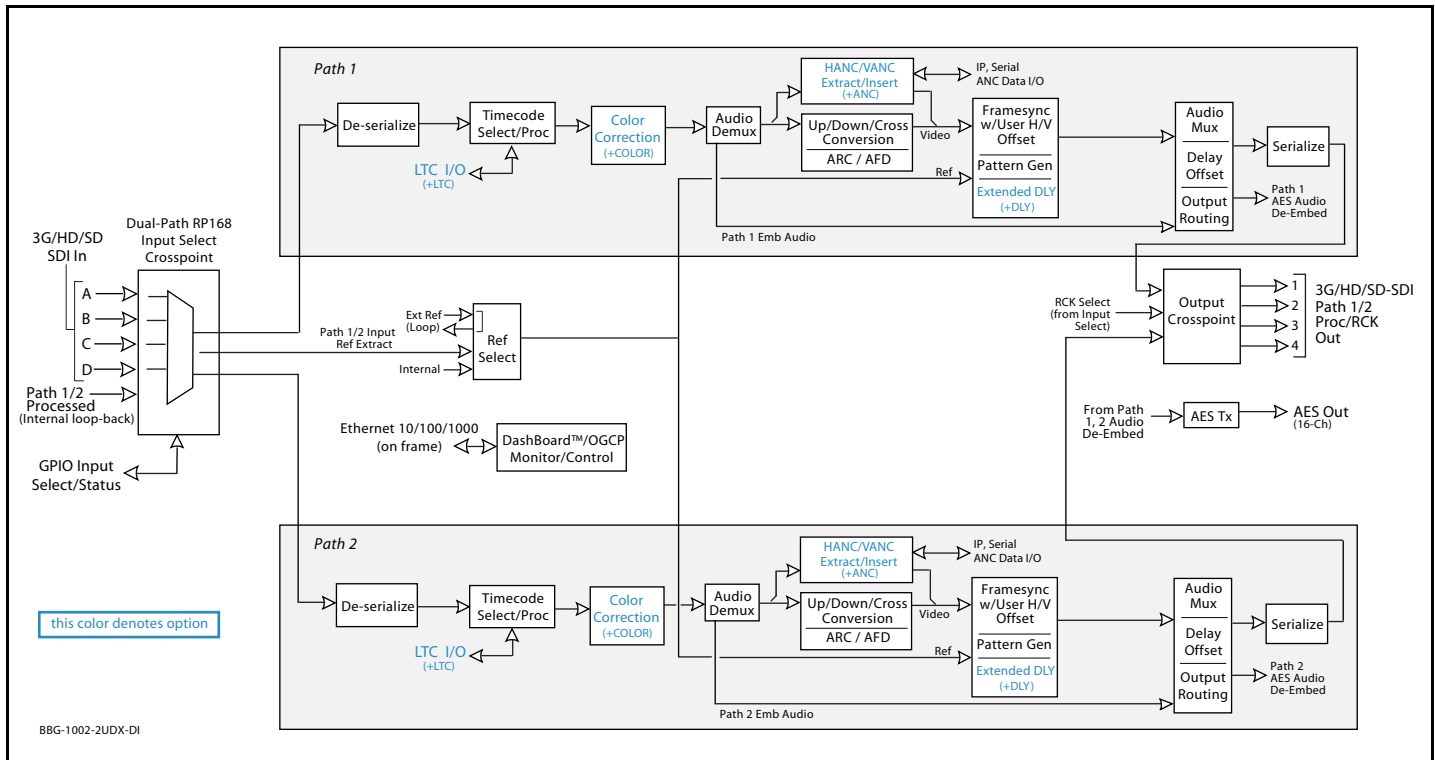 Path 1
De-serialize
Timecode
Select/Proc
LTC I/O
(+LTC)
Color
Correction
(+COLOR)
Audio
Demux
HANC/VANC
Extract/Insert
(+ANC)
IP, Serial
ANC Data I/O
Up/Down/Cross
Conversion
ARC / AFD
Video
Ref
Framesync
w/User H/V
Offset
Pattern Gen
Extended DLY
(+DLY)
Path 1 Emb Audio
Audio
Mux
Delay
Offset
Output
Routing
Serialize
Path 1
AES Audio
De-Embed
Dual-Path RP168
Input Select
Crosspoint
3G/HD/SD
SDI In
A
B
C
D
Path 1/2
Processed
(Internal loop-back)
GPIO Input
Select/Status
Path 1/2 Input
Ref Extract
Ext Ref
(Loop)
Internal
Ref
Select
Ethernet 10/100/1000
(on frame)
DashBoard™/OGCP
Monitor/Control
RCK Select
(from Input
Select)
Output
Crosspoint
1
2
3
4
3G/HD/SD-SDI
Path 1/2
Proc/RCK
Out
From Path
1, 2 Audio
De-Embed
AES Tx
AES Out
(16-Ch)
Path 2
De-serialize
Timecode
Select/Proc
LTC I/O
(+LTC)
Color
Correction
(+COLOR)
Audio
Demux
HANC/VANC
Extract/Insert
(+ANC)
IP, Serial
ANC Data I/O
Up/Down/Cross
Conversion
ARC / AFD
Video
Ref
Framesync
w/User H/V
Offset
Pattern Gen
Extended DLY
(+DLY)
Path 2 Emb Audio
Audio
Mux
Delay
Offset
Output
Routing
Serialize
Path 2
AES Audio
De-Embed
this color denotes option
BBG-1002-2UDX-DI